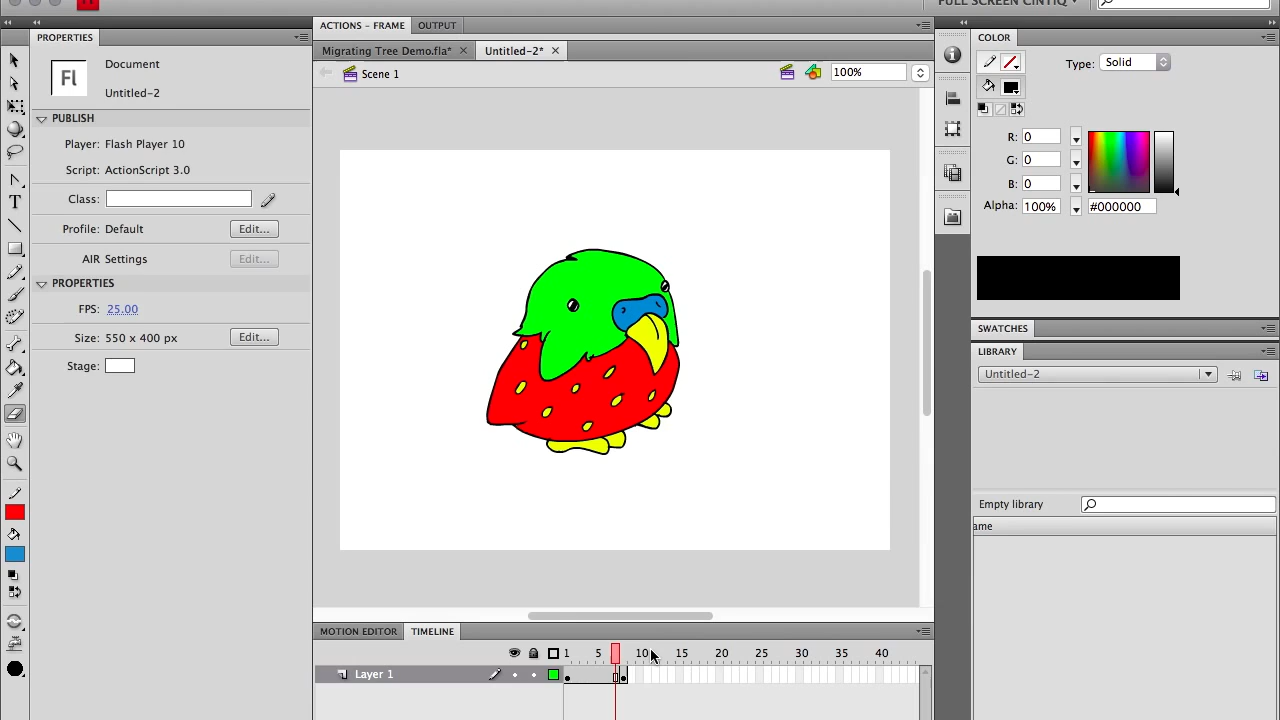 FULL SCREEN CINTIQ
ACTIONS – FRAME OUTPUT
PROPERTIES
COLOR
Migrating Tree Demo.fla* Untitled-2*
Fl
Document
Untitled-2
Scene 1
100%
Type: Solid
PUBLISH
Player: Flash Player 10
Script: ActionScript 3.0
Class:
Profile: Default Edit...
AIR Settings Edit...
PROPERTIES
FPS: 25.00
Size: 550 x 400 px Edit...
Stage:
R: 0
G: 0
B: 0
Alpha: 100% #000000
SWATCHES
LIBRARY
Untitled-2
Empty library
ame
MOTION EDITOR TIMELINE
1 5 10 15 20 25 30 35 40
Layer 1